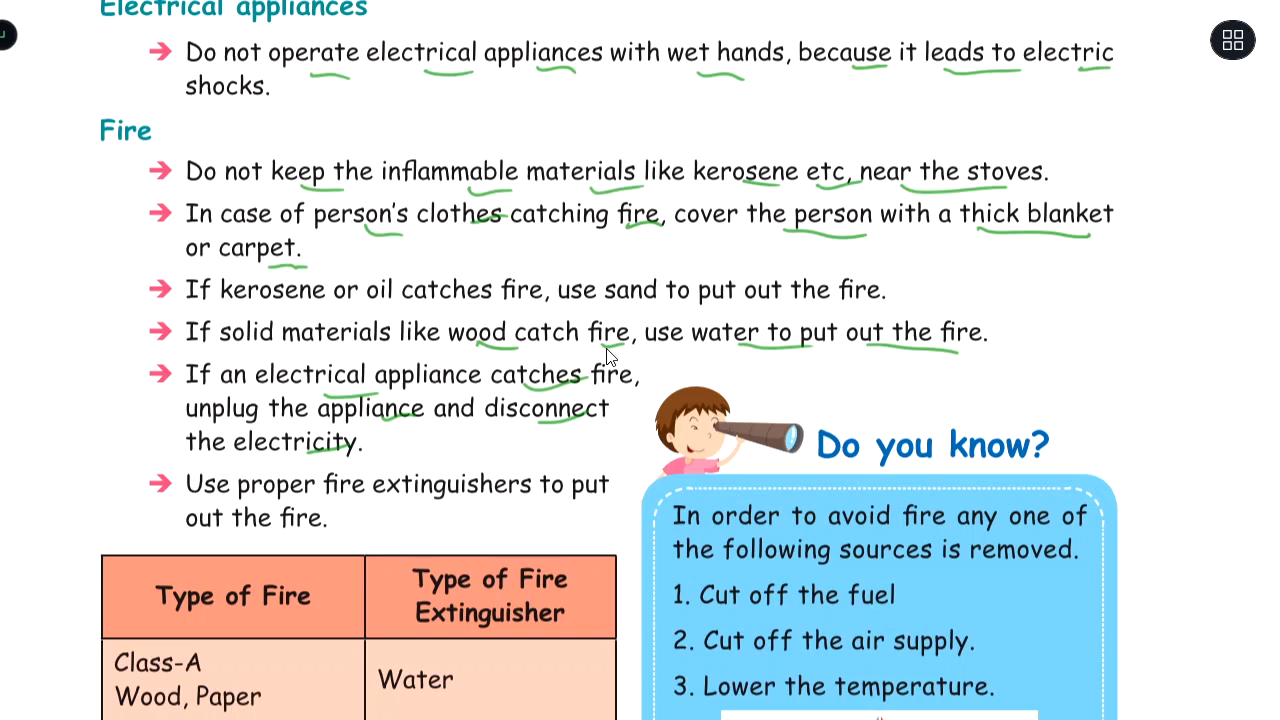 Electrical appliances
➔ Do not operate electrical appliances with wet hands, because it leads to electric
shocks.
Fire
➔ Do not keep the inflammable materials like kerosene etc, near the stoves.
➔ In case of person's clothes catching fire, cover the person with a thick blanket
or carpet.
➔ If kerosene or oil catches fire, use sand to put out the fire.
➔ If solid materials like wood catch fire, use water to put out the fire.
➔ If an electrical appliance catches fire,
unplug the appliance and disconnect
the electricity.
➔ Use proper fire extinguishers to put
out the fire.
Type of Fire
Type of Fire
Extinguisher
Class-A
Wood, Paper
Water
Do you know?
In order to avoid fire any one of
the following sources is removed.
1. Cut off the fuel
2. Cut off the air supply.
3. Lower the temperature.